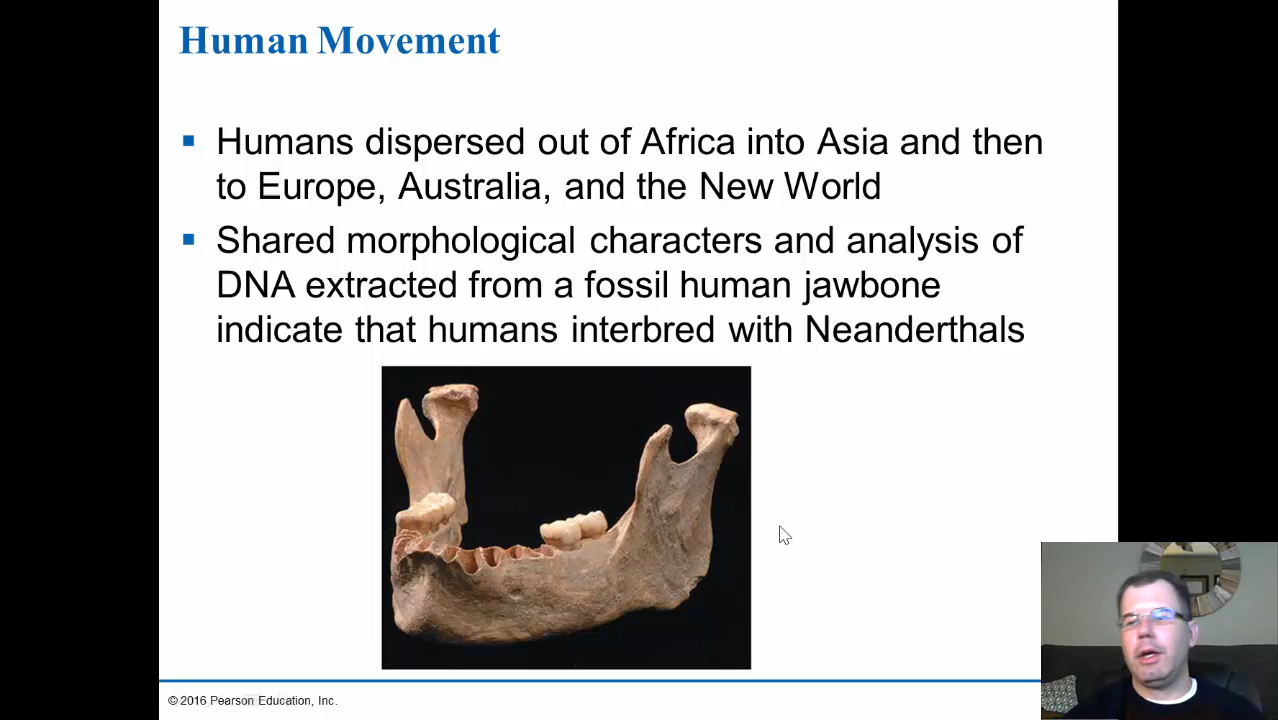 Human Movement
Humans dispersed out of Africa into Asia and then
to Europe, Australia, and the New World
Shared morphological characters and analysis of
DNA extracted from a fossil human jawbone
indicate that humans interbred with Neanderthals
© 2016 Pearson Education, Inc.